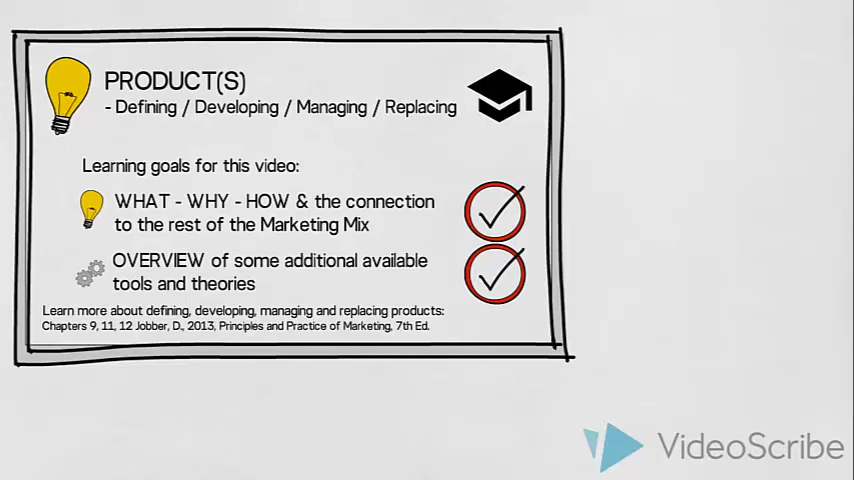 PRODUCT(S)
- Defining / Developing / Managing / Replacing
Learning goals for this video:
WHAT - WHY - HOW & the connection
to the rest of the Marketing Mix
OVERVIEW of some additional available
tools and theories
Learn more about defining, developing, managing and replacing products:
Chapters 9, 11, 12 Jobber, D., 2013, Principles and Practice of Marketing, 7th Ed.
VideoScribe